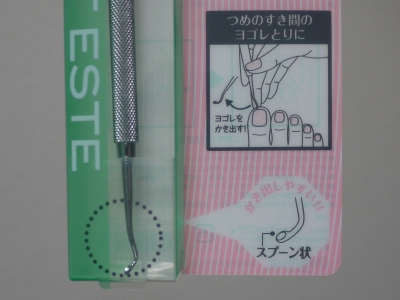 ESTE
つめのすき間の
ヨゴレとりに
ヨゴレを
かき出す!
かき出しやすい!!
スプーン状